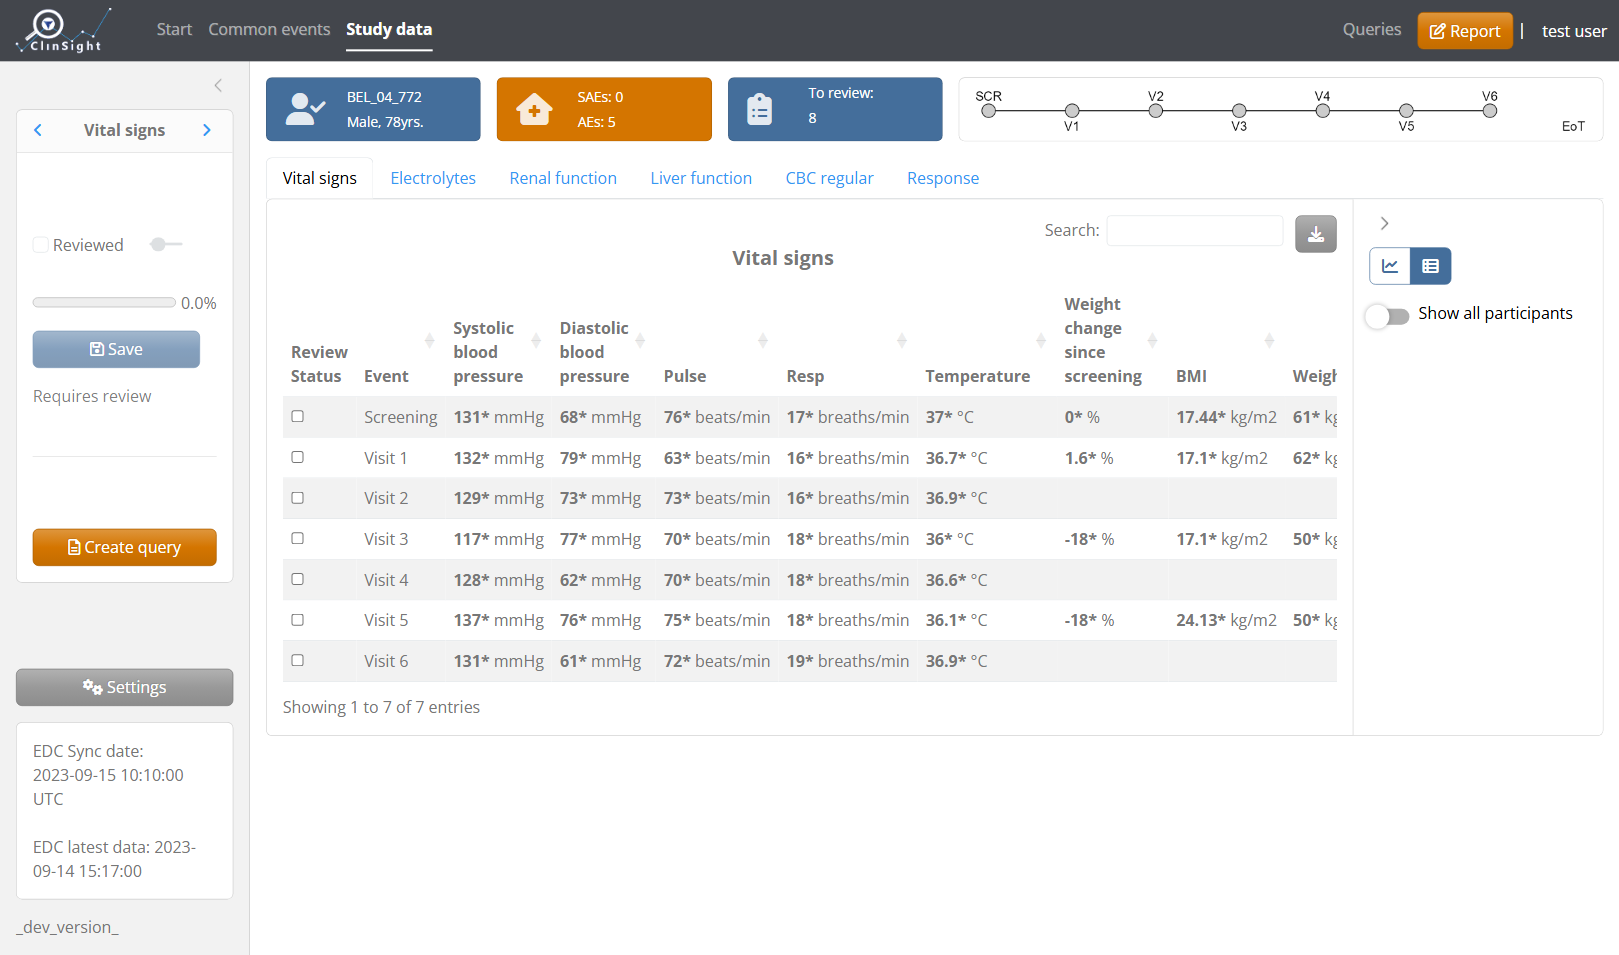 ClinSight
Start Common events Study data
Queries Report | test user
Vital signs
Reviewed
0.0%
Save
Requires review
Create query
Settings
EDC Sync date:
2023-09-15 10:10:00
UTC
EDC latest data: 2023-
09-14 15:17:00
_dev_version_
BEL_04_772
Male, 78yrs.
SAEs: 0
AEs: 5
To review:
8
SCR V1 V2 V3 V4 V5 V6 EoT
Vital signs Electrolytes Renal function Liver function CBC regular Response
Search:
Vital signs
Review Status Event Systolic blood pressure Diastolic blood pressure Pulse Resp Temperature Weight change since screening BMI Weigh
Screening 131* mmHg 68* mmHg 76* beats/min 17* breaths/min 37* °C 0* % 17.44* kg/m2 61* kg
Visit 1 132* mmHg 79* mmHg 63* beats/min 16* breaths/min 36.7* °C 1.6* % 17.1* kg/m2 62* kg
Visit 2 129* mmHg 73* mmHg 73* beats/min 16* breaths/min 36.9* °C
Visit 3 117* mmHg 77* mmHg 70* beats/min 18* breaths/min 36* °C -18* % 17.1* kg/m2 50* kg
Visit 4 128* mmHg 62* mmHg 70* beats/min 18* breaths/min 36.6* °C
Visit 5 137* mmHg 76* mmHg 75* beats/min 18* breaths/min 36.1* °C -18* % 24.13* kg/m2 50* kg
Visit 6 131* mmHg 61* mmHg 72* beats/min 19* breaths/min 36.9* °C
Showing 1 to 7 of 7 entries
Show all participants